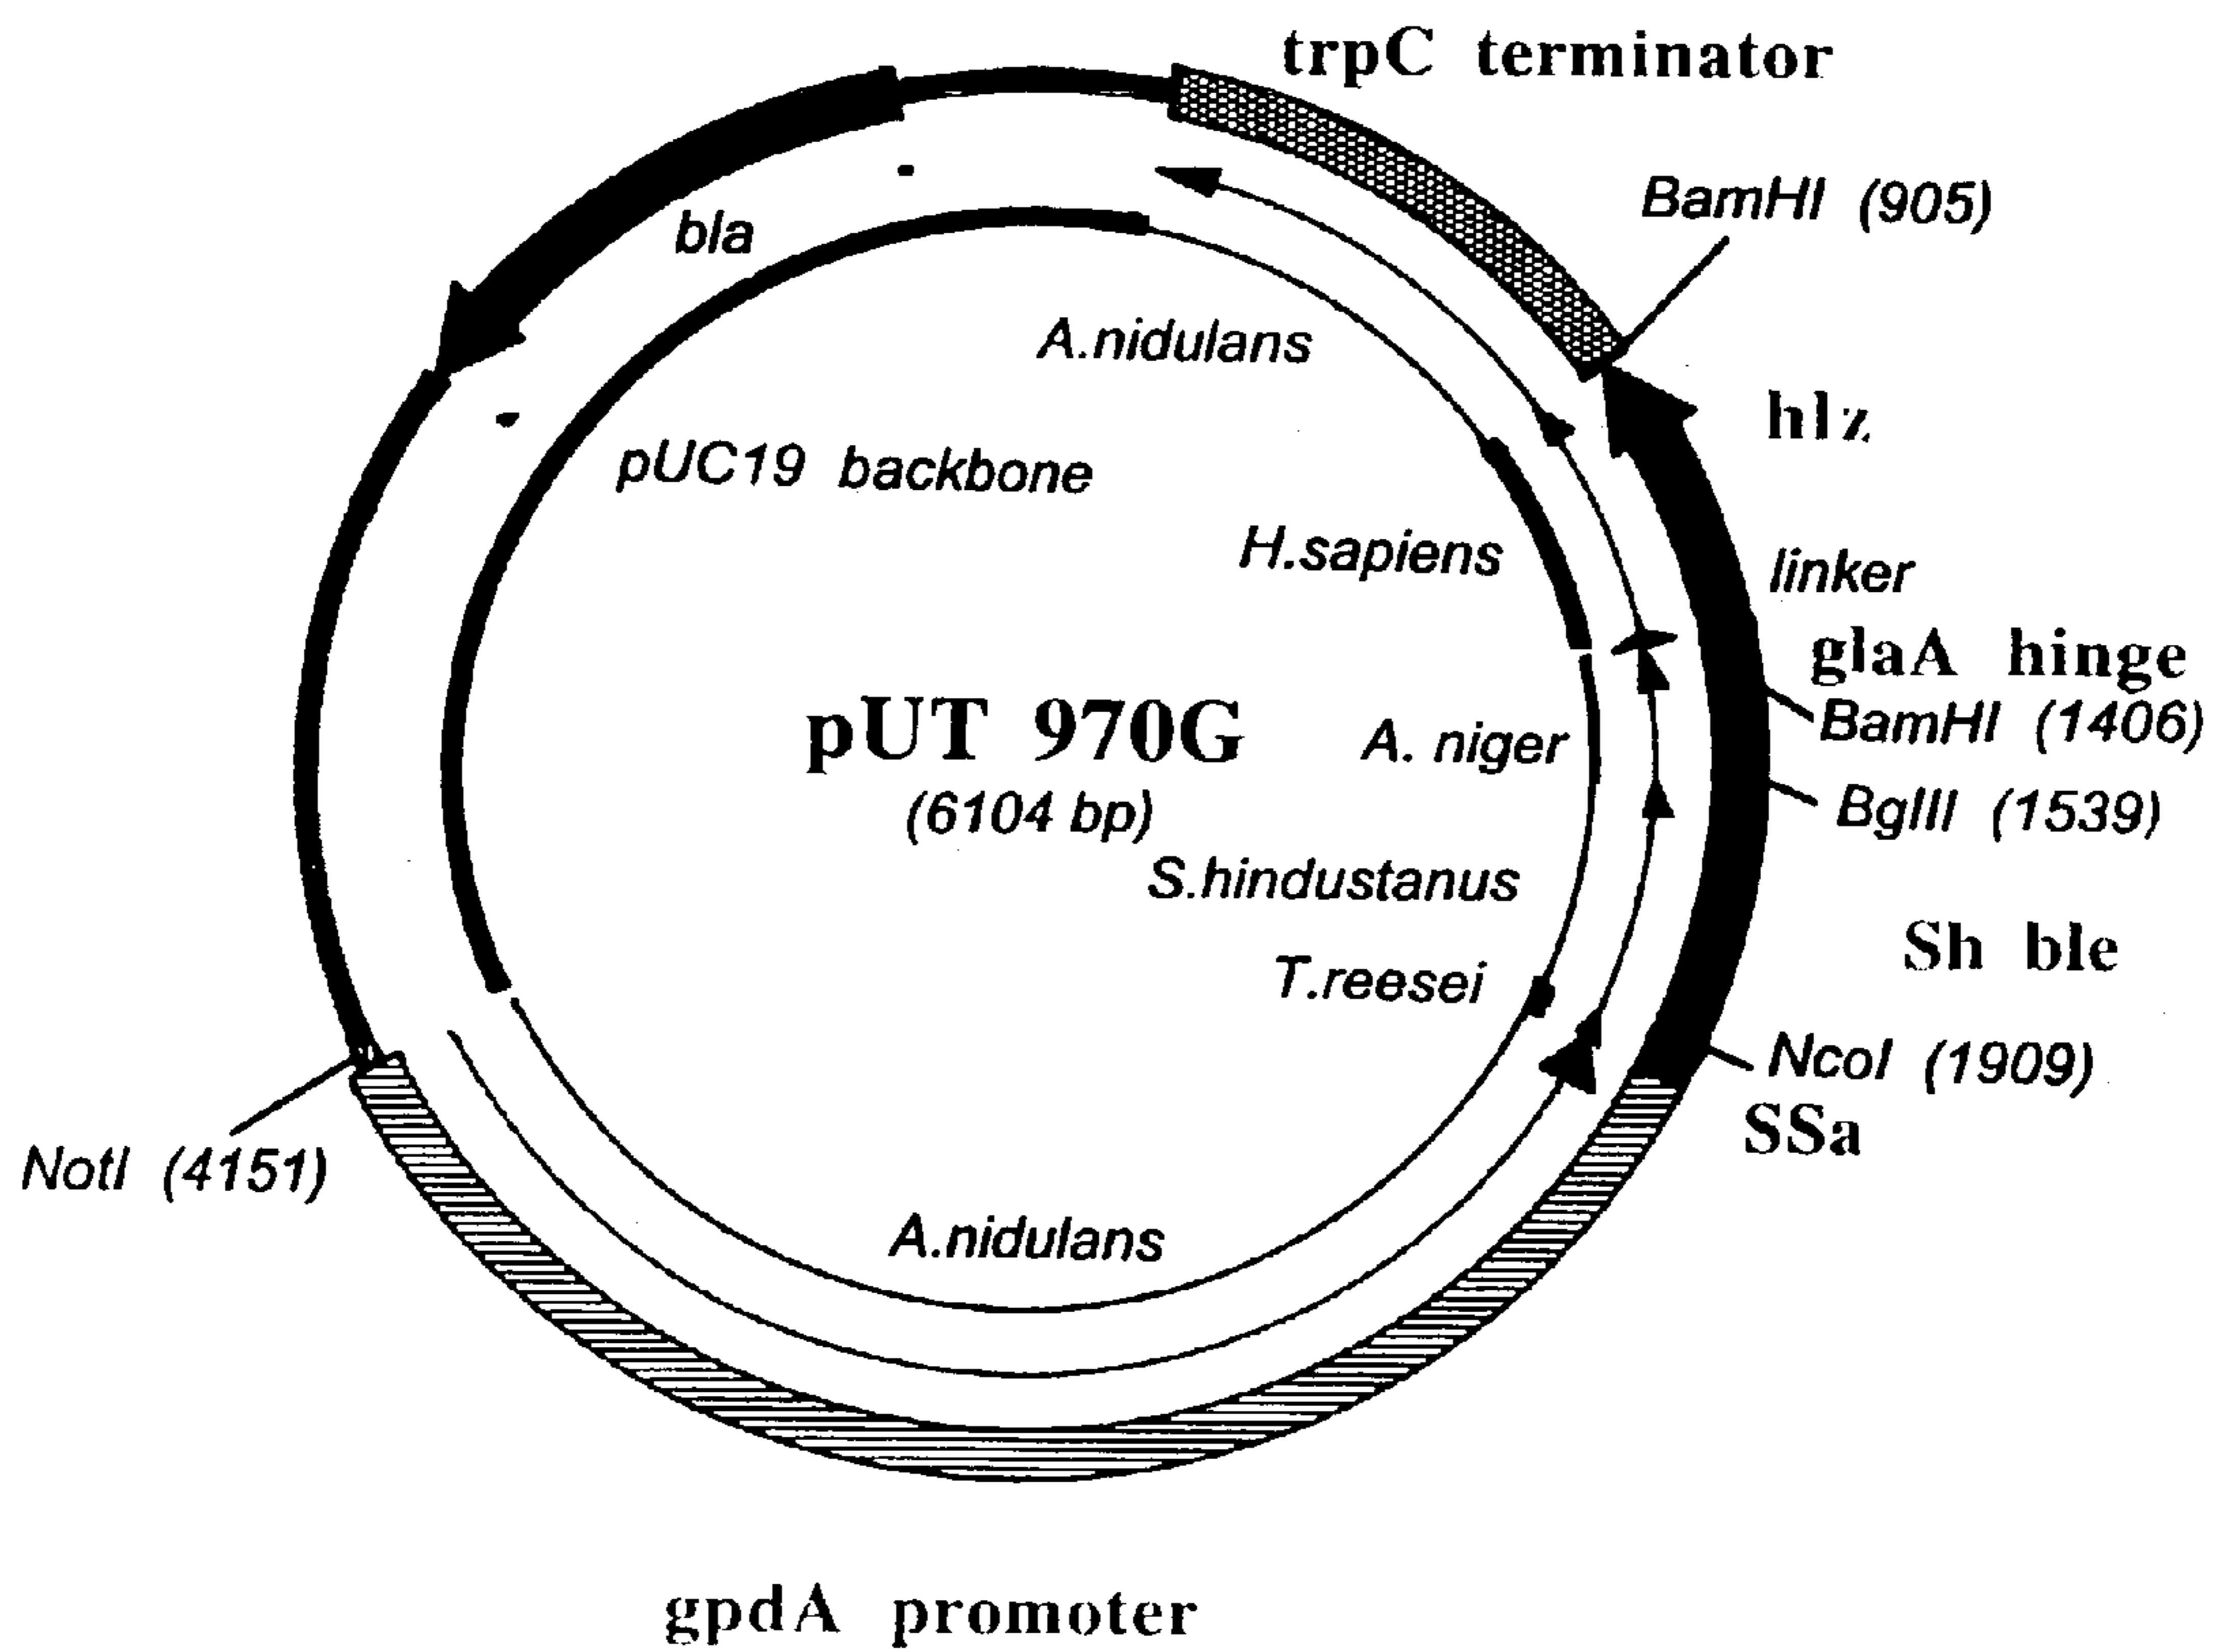 trpC terminator
BamHI (905)
bla
A.nidulans
hlz
pUC19 backbone
H.sapiens
linker
glaA hinge
pUT 970G
A. niger
BamHI (1406)
(6104 bp)
BglII (1539)
S.hindustanus
Sh ble
T.reesei
NcoI (1909)
SSa
NotI (4151)
A.nidulans
gpdA promoter